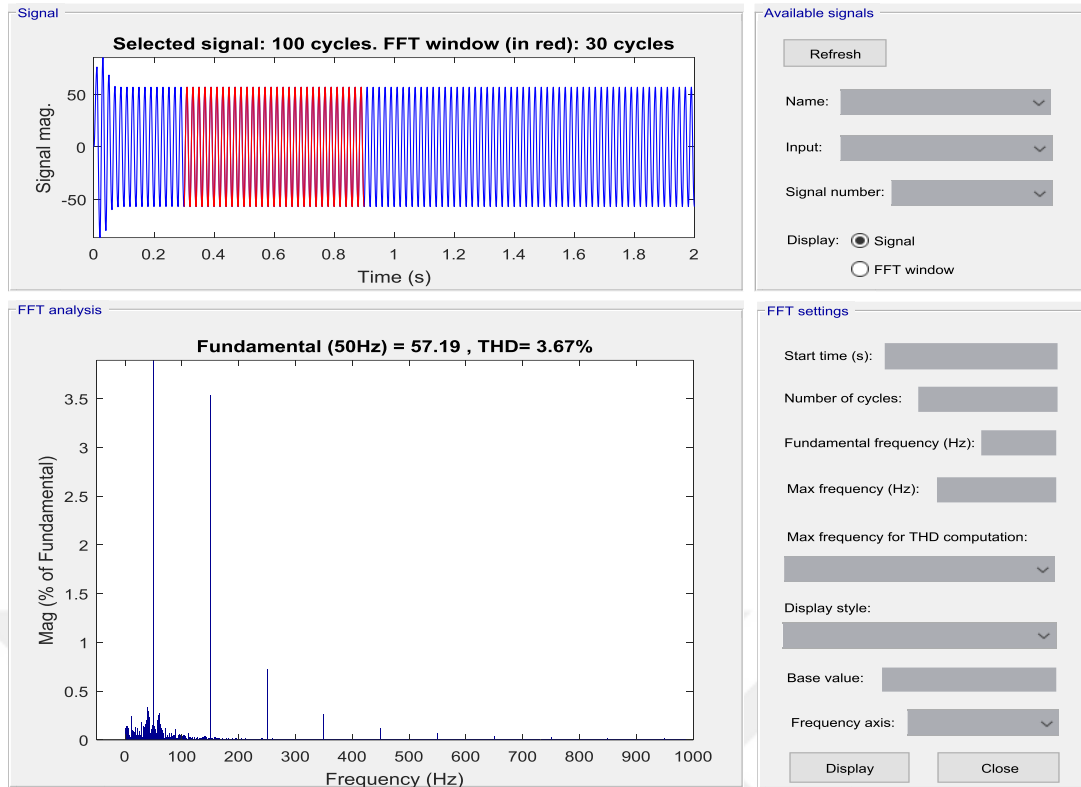 Signal
Selected signal: 100 cycles. FFT window (in red): 30 cycles
Signal mag.
50
0
-50
0 0.2 0.4 0.6 0.8 1 1.2 1.4 1.6 1.8 2
Time (s)
Available signals
Refresh
Name:
Input:
Signal number:
Display:
Signal
FFT window
FFT analysis
Fundamental (50Hz) = 57.19 , THD= 3.67%
Mag (% of Fundamental)
3.5
3
2.5
2
1.5
1
0.5
0
0 100 200 300 400 500 600 700 800 900 1000
Frequency (Hz)
FFT settings
Start time (s):
Number of cycles:
Fundamental frequency (Hz):
Max frequency (Hz):
Max frequency for THD computation:
Display style:
Base value:
Frequency axis:
Display
Close